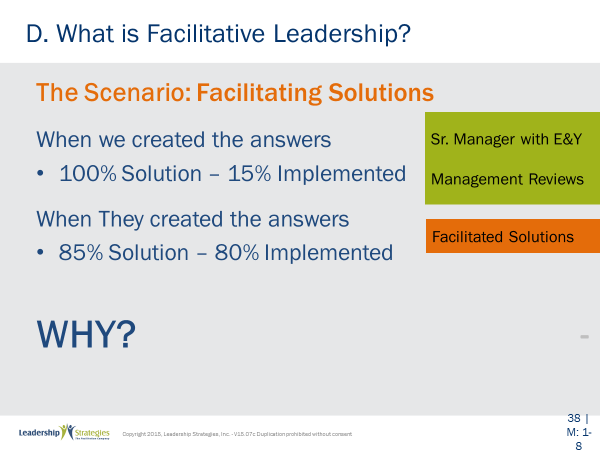 D. What is Facilitative Leadership?
The Scenario: Facilitating Solutions
When we created the answers
• 100% Solution – 15% Implemented
When They created the answers
• 85% Solution – 80% Implemented
WHY?
Sr. Manager with E&Y
Management Reviews
Facilitated Solutions
-
Leadership Strategies
The Facilitation Company
Copyright 2015, Leadership Strategies, Inc. - V15.07c Duplication prohibited without consent
38 |
M: 1-
8